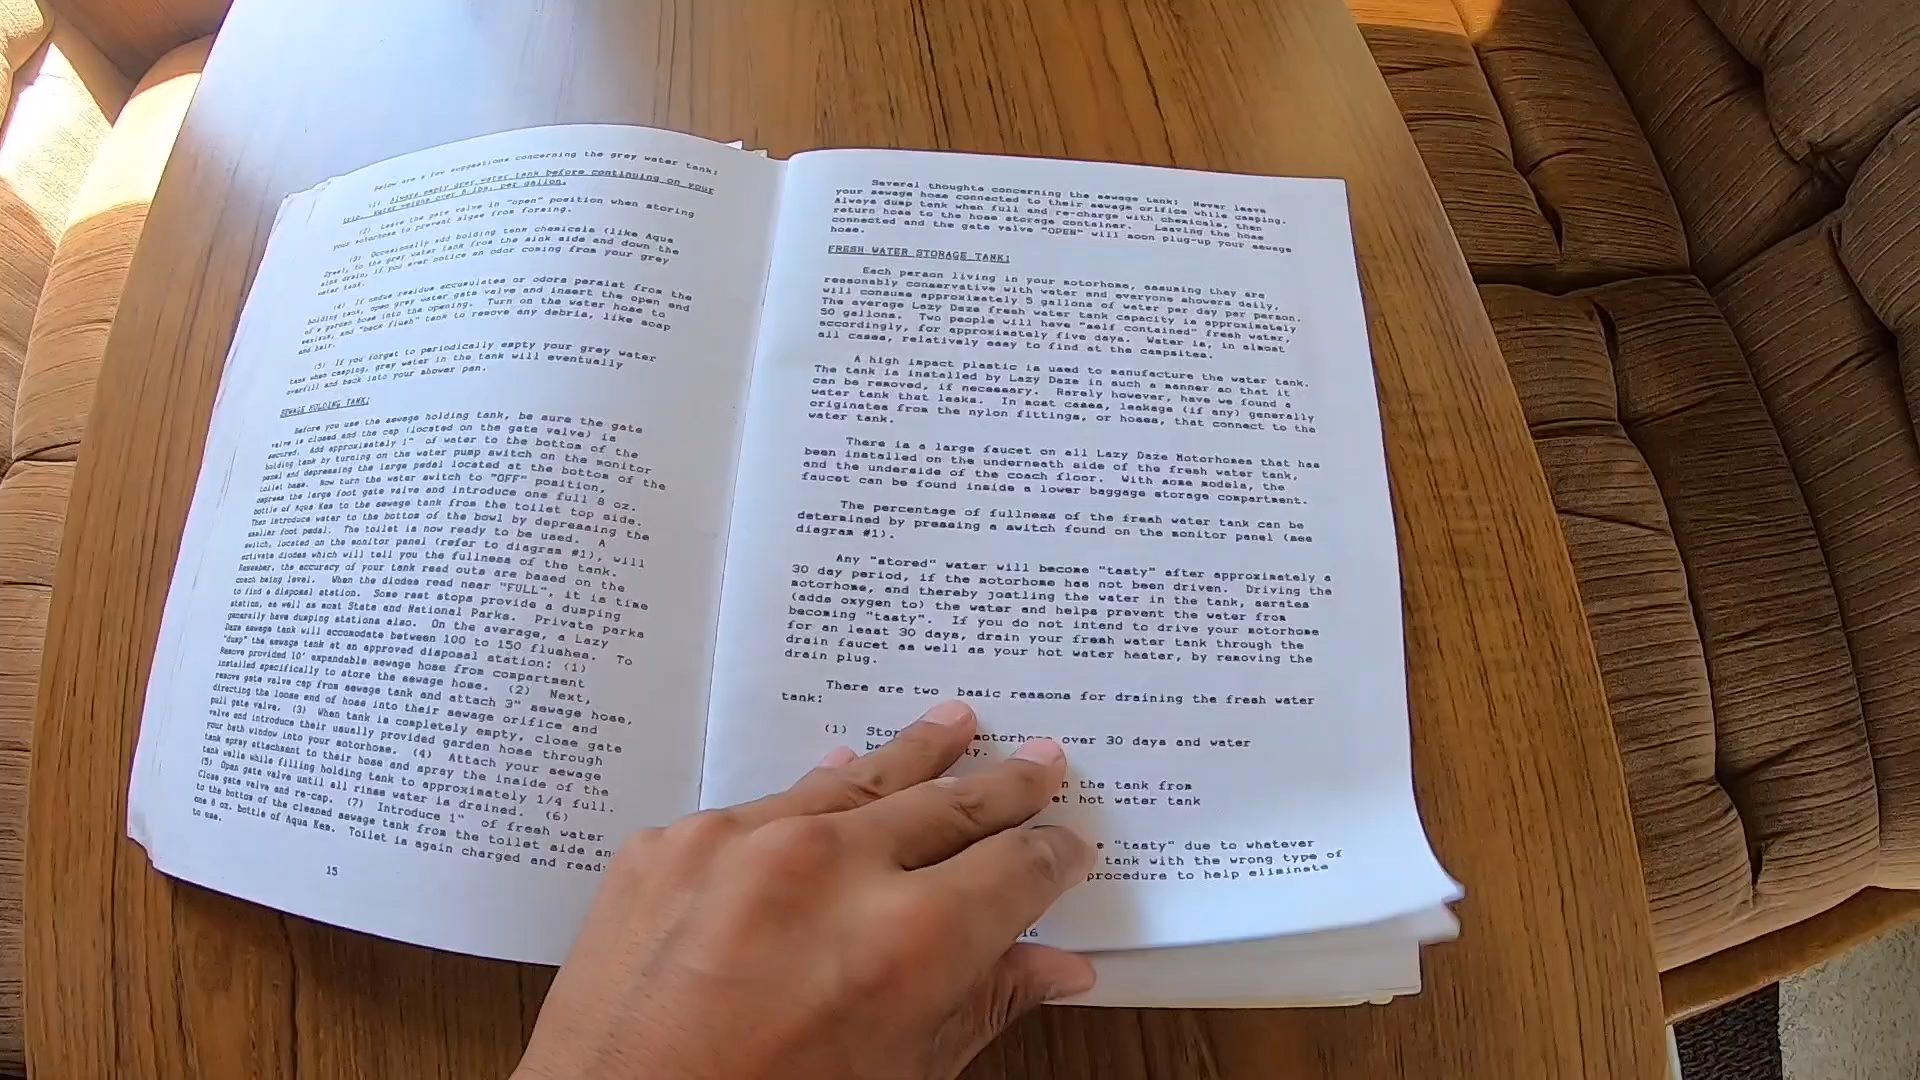 Below are a few suggestions concerning the grey water tank:
(1) Always empty grey water tank before continuing on your
trip. Water weighs over 8 lbs. per gallon.
(2) Leave the gate valve in "open" position when storing
your motorhome to prevent algae from forming.
(3) Occasionally add holding tank chemicals (like Aqua
to the grey water tank from the sink side and down the
sink drain, if you ever notice an odor coming from your grey
water tank.
(4) If undue residue accumulates or odors persist from the
holding tank, open grey water gate valve and insert the open end
of a garden hose into the opening. Turn on the water hose to
and "back flush" tank to remove any debris, like soap
and hair.
(5) If you forget to periodically empty your grey water
tank when camping, grey water in the tank will eventually
overfill and back into your shower pan.
SEWAGE HOLDING TANK:
Before you use the sewage holding tank, be sure the gate
valve is closed and the cap (located on the gate valve) is
secured. Add approximately 1" of water to the bottom of the
holding tank by turning on the water pump switch on the monitor
panel and depressing the large pedal located at the bottom of the
toilet base. Now turn the water switch to "OFF" position,
depress the large foot gate valve and introduce one full 8 oz.
bottle of Aqua Kem to the sewage tank from the toilet top side.
Then introduce water to the bottom of the bowl by depressing the
smaller foot pedal. The toilet is now ready to be used. A
switch, located on the monitor panel (refer to diagram #1), will
activate diodes which will tell you the fullness of the tank.
Remember, the accuracy of your tank read outs are based on the
coach being level. When the diodes read near "FULL", it is time
to find a disposal station. Some rest stops provide a dumping
station, as well as most State and National Parks. Private parks
generally have dumping stations also. On the average, a Lazy
Daze sewage tank will accomodate between 100 to 150 flushes. To
"dump" the sewage tank at an approved disposal station: (1)
Remove provided 10' expandable sewage hose from compartment
installed specifically to store the sewage hose. (2) Next,
remove gate valve cap from sewage tank and attach 3" sewage hose,
directing the loose end of hose into their sewage orifice and
pull gate valve. (3) When tank is completely empty, close gate
valve and introduce their usually provided garden hose through
your bath window into your motorhome. (4) Attach your sewage
tank spray attachment to their hose and spray the inside of the
tank walls while filling holding tank to approximately 1/4 full.
(5) Open gate valve until all rinse water is drained. (6)
Close gate valve and re-cap. (7) Introduce 1" of fresh water
to the bottom of the cleaned sewage tank from the toilet side
one 8 oz. bottle of Aqua Kem. Toilet is again charged and ready
to use.
15
Several thoughts concerning the sewage tank: Never leave
your sewage hose connected to their sewage orifice while camping.
Always dump tank when full and re-charge with chemicals, then
return hose to the hose storage container. Leaving the hose
connected and the gate valve "OPEN" will soon plug-up your sewage
hose.
FRESH WATER STORAGE TANK:
Each person living in your motorhome, assuming they are
reasonably conservative with water and everyone showers daily,
will consume approximately 5 gallons of water per day per person.
The average Lazy Daze fresh water tank capacity is approximately
50 gallons. Two people will have "self contained" fresh water,
accordingly, for approximately five days. Water is, in almost
all cases, relatively easy to find at the campsites.
A high impact plastic is used to manufacture the water tank.
The tank is installed by Lazy Daze in such a manner so that it
can be removed, if necessary. Rarely however, have we found a
water tank that leaks. In most cases, leakage (if any) generally
originates from the nylon fittings, or hoses, that connect to the
water tank.
There is a large faucet on all Lazy Daze Motorhomes that has
been installed on the underneath side of the fresh water tank,
and the underside of the coach floor. With some models, the
faucet can be found inside a lower baggage storage compartment.
The percentage of fullness of the fresh water tank can be
determined by pressing a switch found on the monitor panel (see
diagram #1).
Any "stored" water will become "tasty" after approximately a
30 day period, if the motorhome has not been driven. Driving the
motorhome, and thereby jostling the water in the tank, aerates
(adds oxygen to) the water and helps prevent the water from
becoming "tasty". If you do not intend to drive your motorhome
for an least 30 days, drain your fresh water tank through the
drain faucet as well as your hot water heater, by removing the
drain plug.
There are two basic reasons for draining the fresh water
tank:
(1) over 30 days and water
the tank from
hot water tank
"tasty" due to whatever
tank with the wrong type of
procedure to help eliminate
16